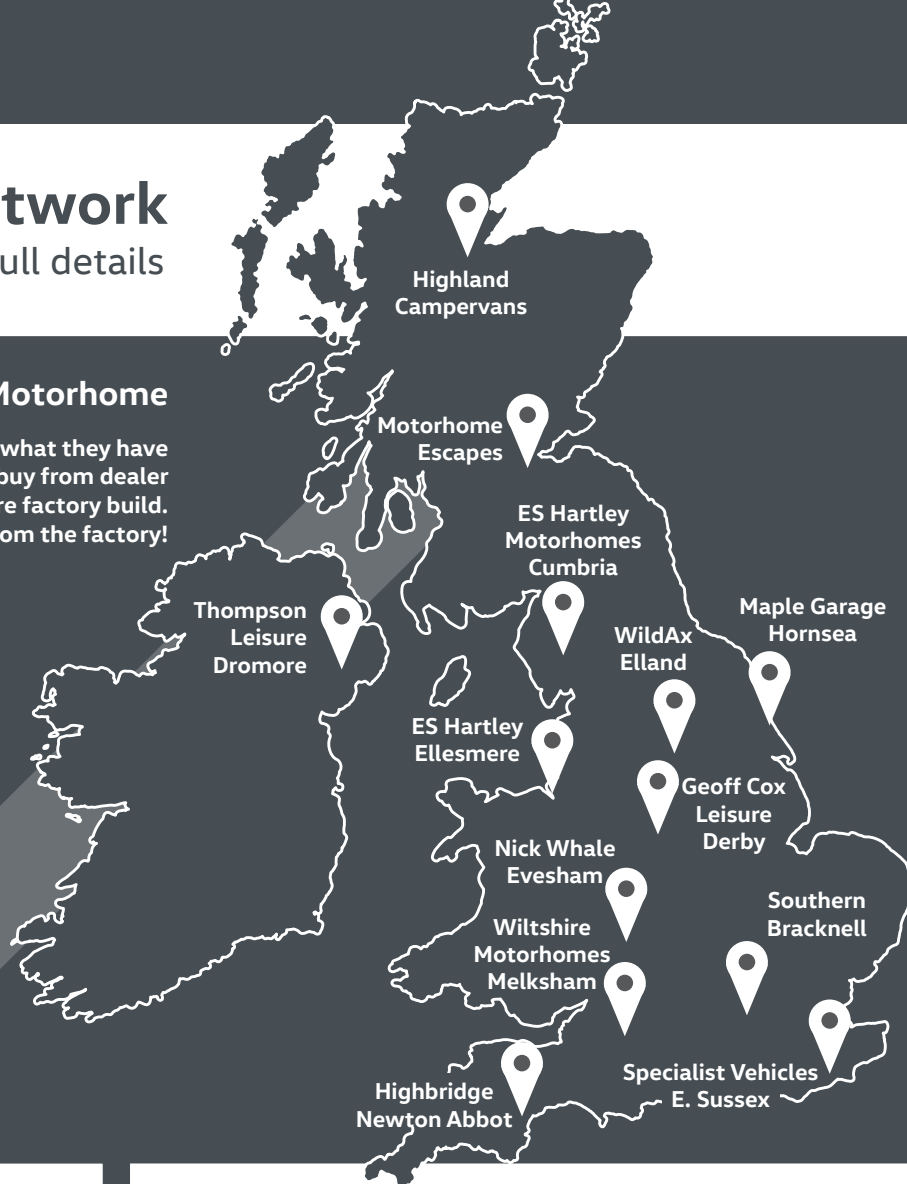 twork
ull details
Motorhome
what they have
buy from dealer
re factory build.
om the factory!
Highland
Campervans
Motorhome
Escapes
ES Hartley
Motorhomes
Cumbria
Thompson
Leisure
Dromore
WildAx
Elland
Maple Garage
Hornsea
ES Hartley
Ellesmere
Geoff Cox
Leisure
Derby
Nick Whale
Evesham
Southern
Bracknell
Wiltshire
Motorhomes
Melksham
Specialist Vehicles
E. Sussex
Highbridge
Newton Abbot